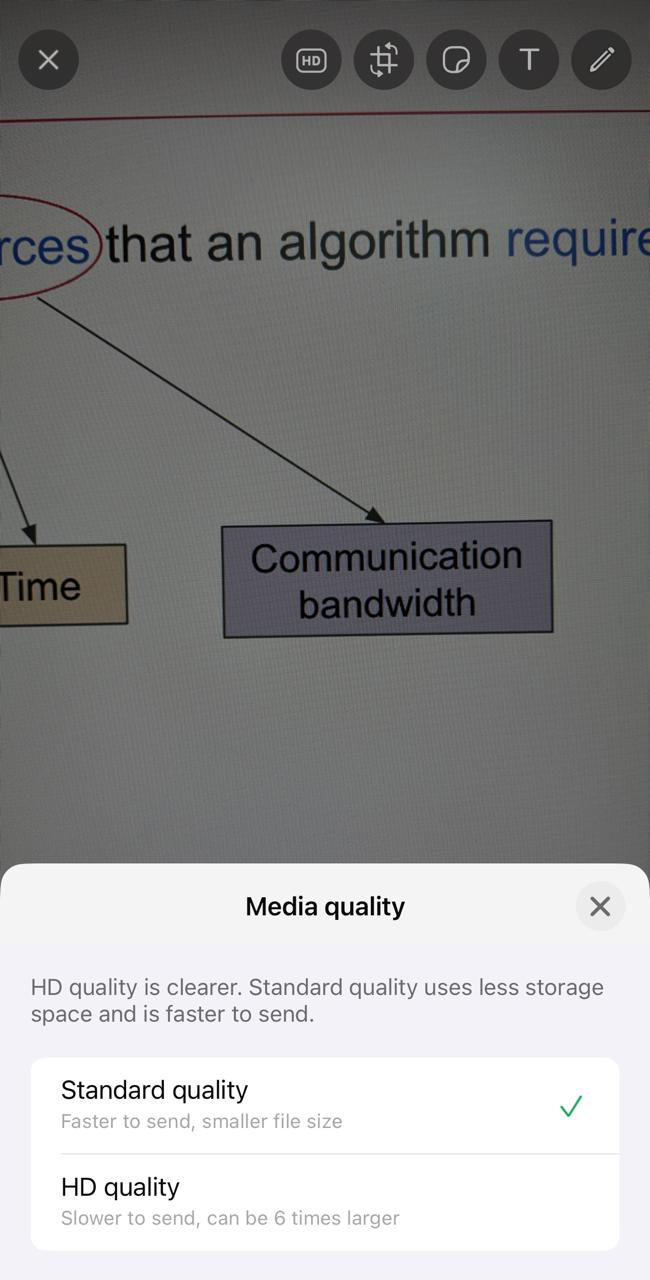 HD
T
rces that an algorithm require
Time
Communication
bandwidth
Media quality
HD quality is clearer. Standard quality uses less storage
space and is faster to send.
Standard quality
Faster to send, smaller file size
HD quality
Slower to send, can be 6 times larger